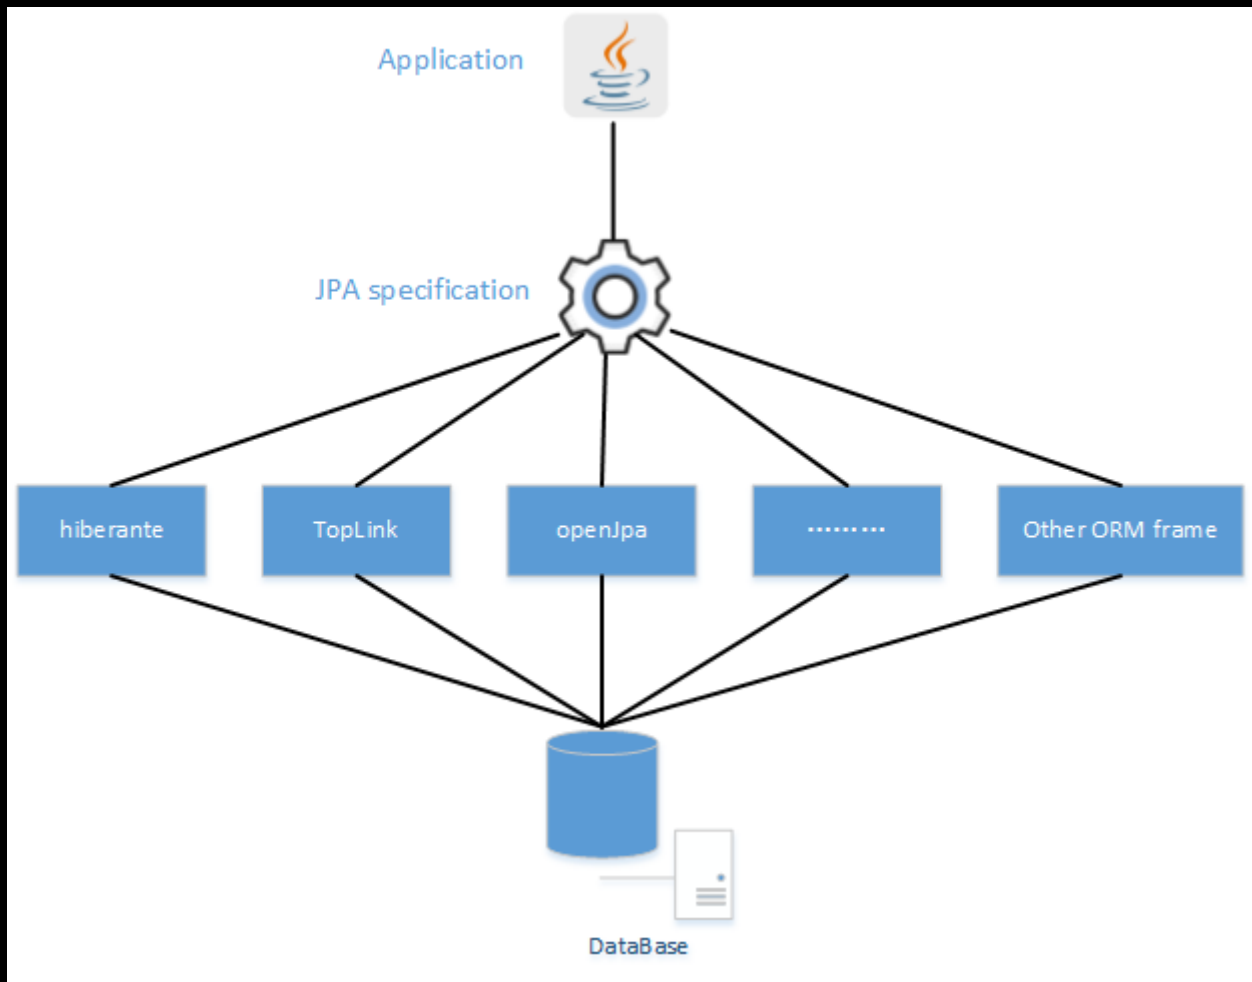 Application
JPA specification
hiberante
TopLink
openJpa
………
Other ORM frame
DataBase